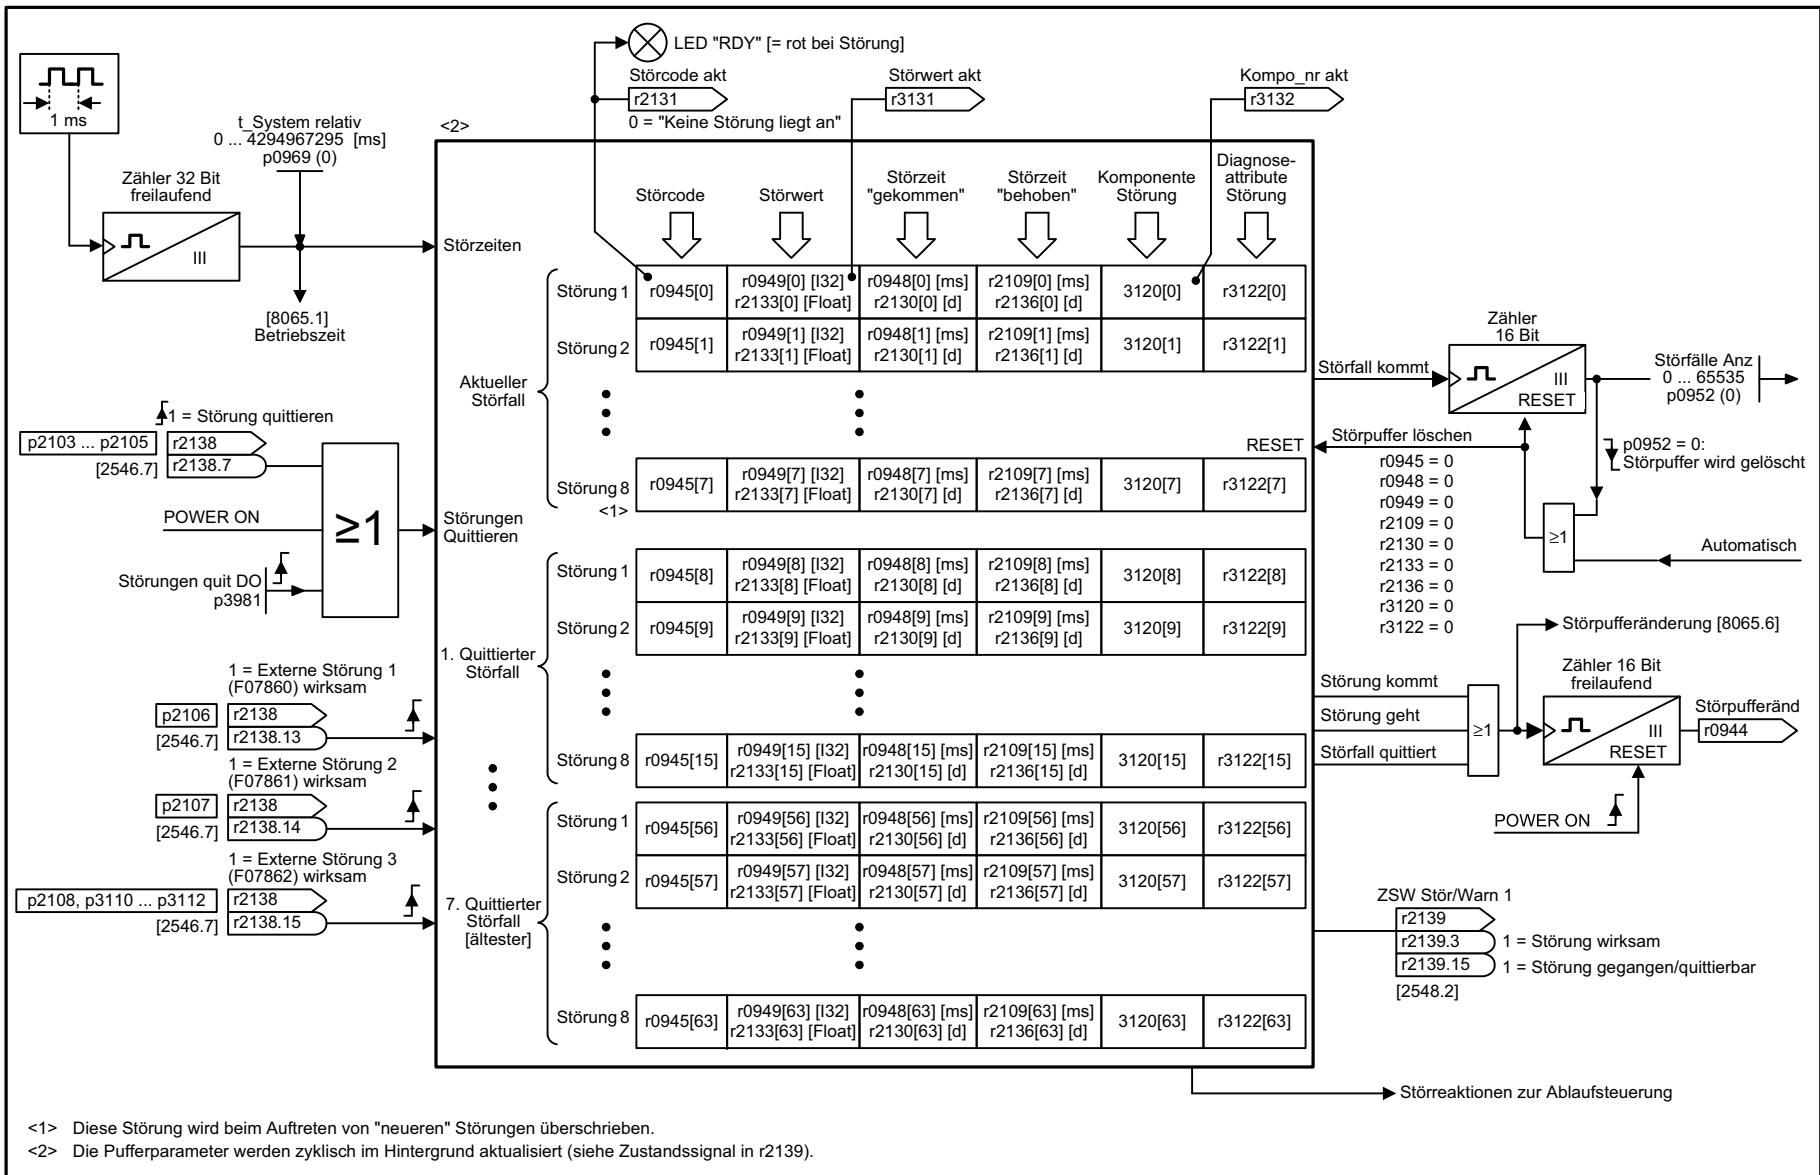 LED "RDY" [= rot bei Störung]
Störcode akt
r2131
0 = "Keine Störung liegt an"
Störwert akt
r3131
Kompo_nr akt
r3132
1 ms
t_System relativ
0 ... 4294967295 [ms]
p0969 (0)
Zähler 32 Bit
freilaufend
III
[8065.1]
Betriebszeit
<2>
Störzeiten
Störcode
Störwert
Störzeit
"gekommen"
Störzeit
"behoben"
Komponente
Störung
Diagnose-
attribute
Störung
Aktueller
Störfall
Störung 1
r0945[0]
r0949[0] [I32]
r2133[0] [Float]
r0948[0] [ms]
r2130[0] [d]
r2109[0] [ms]
r2136[0] [d]
3120[0]
r3122[0]
Störung 2
r0945[1]
r0949[1] [I32]
r2133[1] [Float]
r0948[1] [ms]
r2130[1] [d]
r2109[1] [ms]
r2136[1] [d]
3120[1]
r3122[1]
Störung 8
<1>
r0945[7]
r0949[7] [I32]
r2133[7] [Float]
r0948[7] [ms]
r2130[7] [d]
r2109[7] [ms]
r2136[7] [d]
3120[7]
r3122[7]
1 = Störung quittieren
p2103 ... p2105
r2138
[2546.7]
r2138.7
POWER ON
Störungen quit DO
p3981
≥1
Störungen
Quittieren
1. Quittierter
Störfall
Störung 1
r0945[8]
r0949[8] [I32]
r2133[8] [Float]
r0948[8] [ms]
r2130[8] [d]
r2109[8] [ms]
r2136[8] [d]
3120[8]
r3122[8]
Störung 2
r0945[9]
r0949[9] [I32]
r2133[9] [Float]
r0948[9] [ms]
r2130[9] [d]
r2109[9] [ms]
r2136[9] [d]
3120[9]
r3122[9]
Störung 8
r0945[15]
r0949[15] [I32]
r2133[15] [Float]
r0948[15] [ms]
r2130[15] [d]
r2109[15] [ms]
r2136[15] [d]
3120[15]
r3122[15]
1 = Externe Störung 1
(F07860) wirksam
p2106
r2138
[2546.7]
r2138.13
1 = Externe Störung 2
(F07861) wirksam
p2107
r2138
[2546.7]
r2138.14
1 = Externe Störung 3
(F07862) wirksam
p2108, p3110 ... p3112
r2138
[2546.7]
r2138.15
7. Quittierter
Störfall
[ältester]
Störung 1
r0945[56]
r0949[56] [I32]
r2133[56] [Float]
r0948[56] [ms]
r2130[56] [d]
r2109[56] [ms]
r2136[56] [d]
3120[56]
r3122[56]
Störung 2
r0945[57]
r0949[57] [I32]
r2133[57] [Float]
r0948[57] [ms]
r2130[57] [d]
r2109[57] [ms]
r2136[57] [d]
3120[57]
r3122[57]
Störung 8
r0945[63]
r0949[63] [I32]
r2133[63] [Float]
r0948[63] [ms]
r2130[63] [d]
r2109[63] [ms]
r2136[63] [d]
3120[63]
r3122[63]
Störfall kommt
Zähler
16 Bit
III
RESET
Störfälle Anz
0 ... 65535
p0952 (0)
RESET
Störpuffer löschen
r0945 = 0
r0948 = 0
r0949 = 0
r2109 = 0
r2130 = 0
r2133 = 0
r2136 = 0
r3120 = 0
r3122 = 0
p0952 = 0:
Störpuffer wird gelöscht
≥1
Automatisch
Störpufferänderung [8065.6]
Störung kommt
Störung geht
Störfall quittiert
≥1
Zähler 16 Bit
freilaufend
III
RESET
Störpufferänd
r0944
POWER ON
ZSW Stör/Warn 1
r2139
r2139.3
1 = Störung wirksam
r2139.15
1 = Störung gegangen/quittierbar
[2548.2]
Störreaktionen zur Ablaufsteuerung
<1> Diese Störung wird beim Auftreten von "neueren" Störungen überschrieben.
<2> Die Pufferparameter werden zyklisch im Hintergrund aktualisiert (siehe Zustandssignal in r2139).